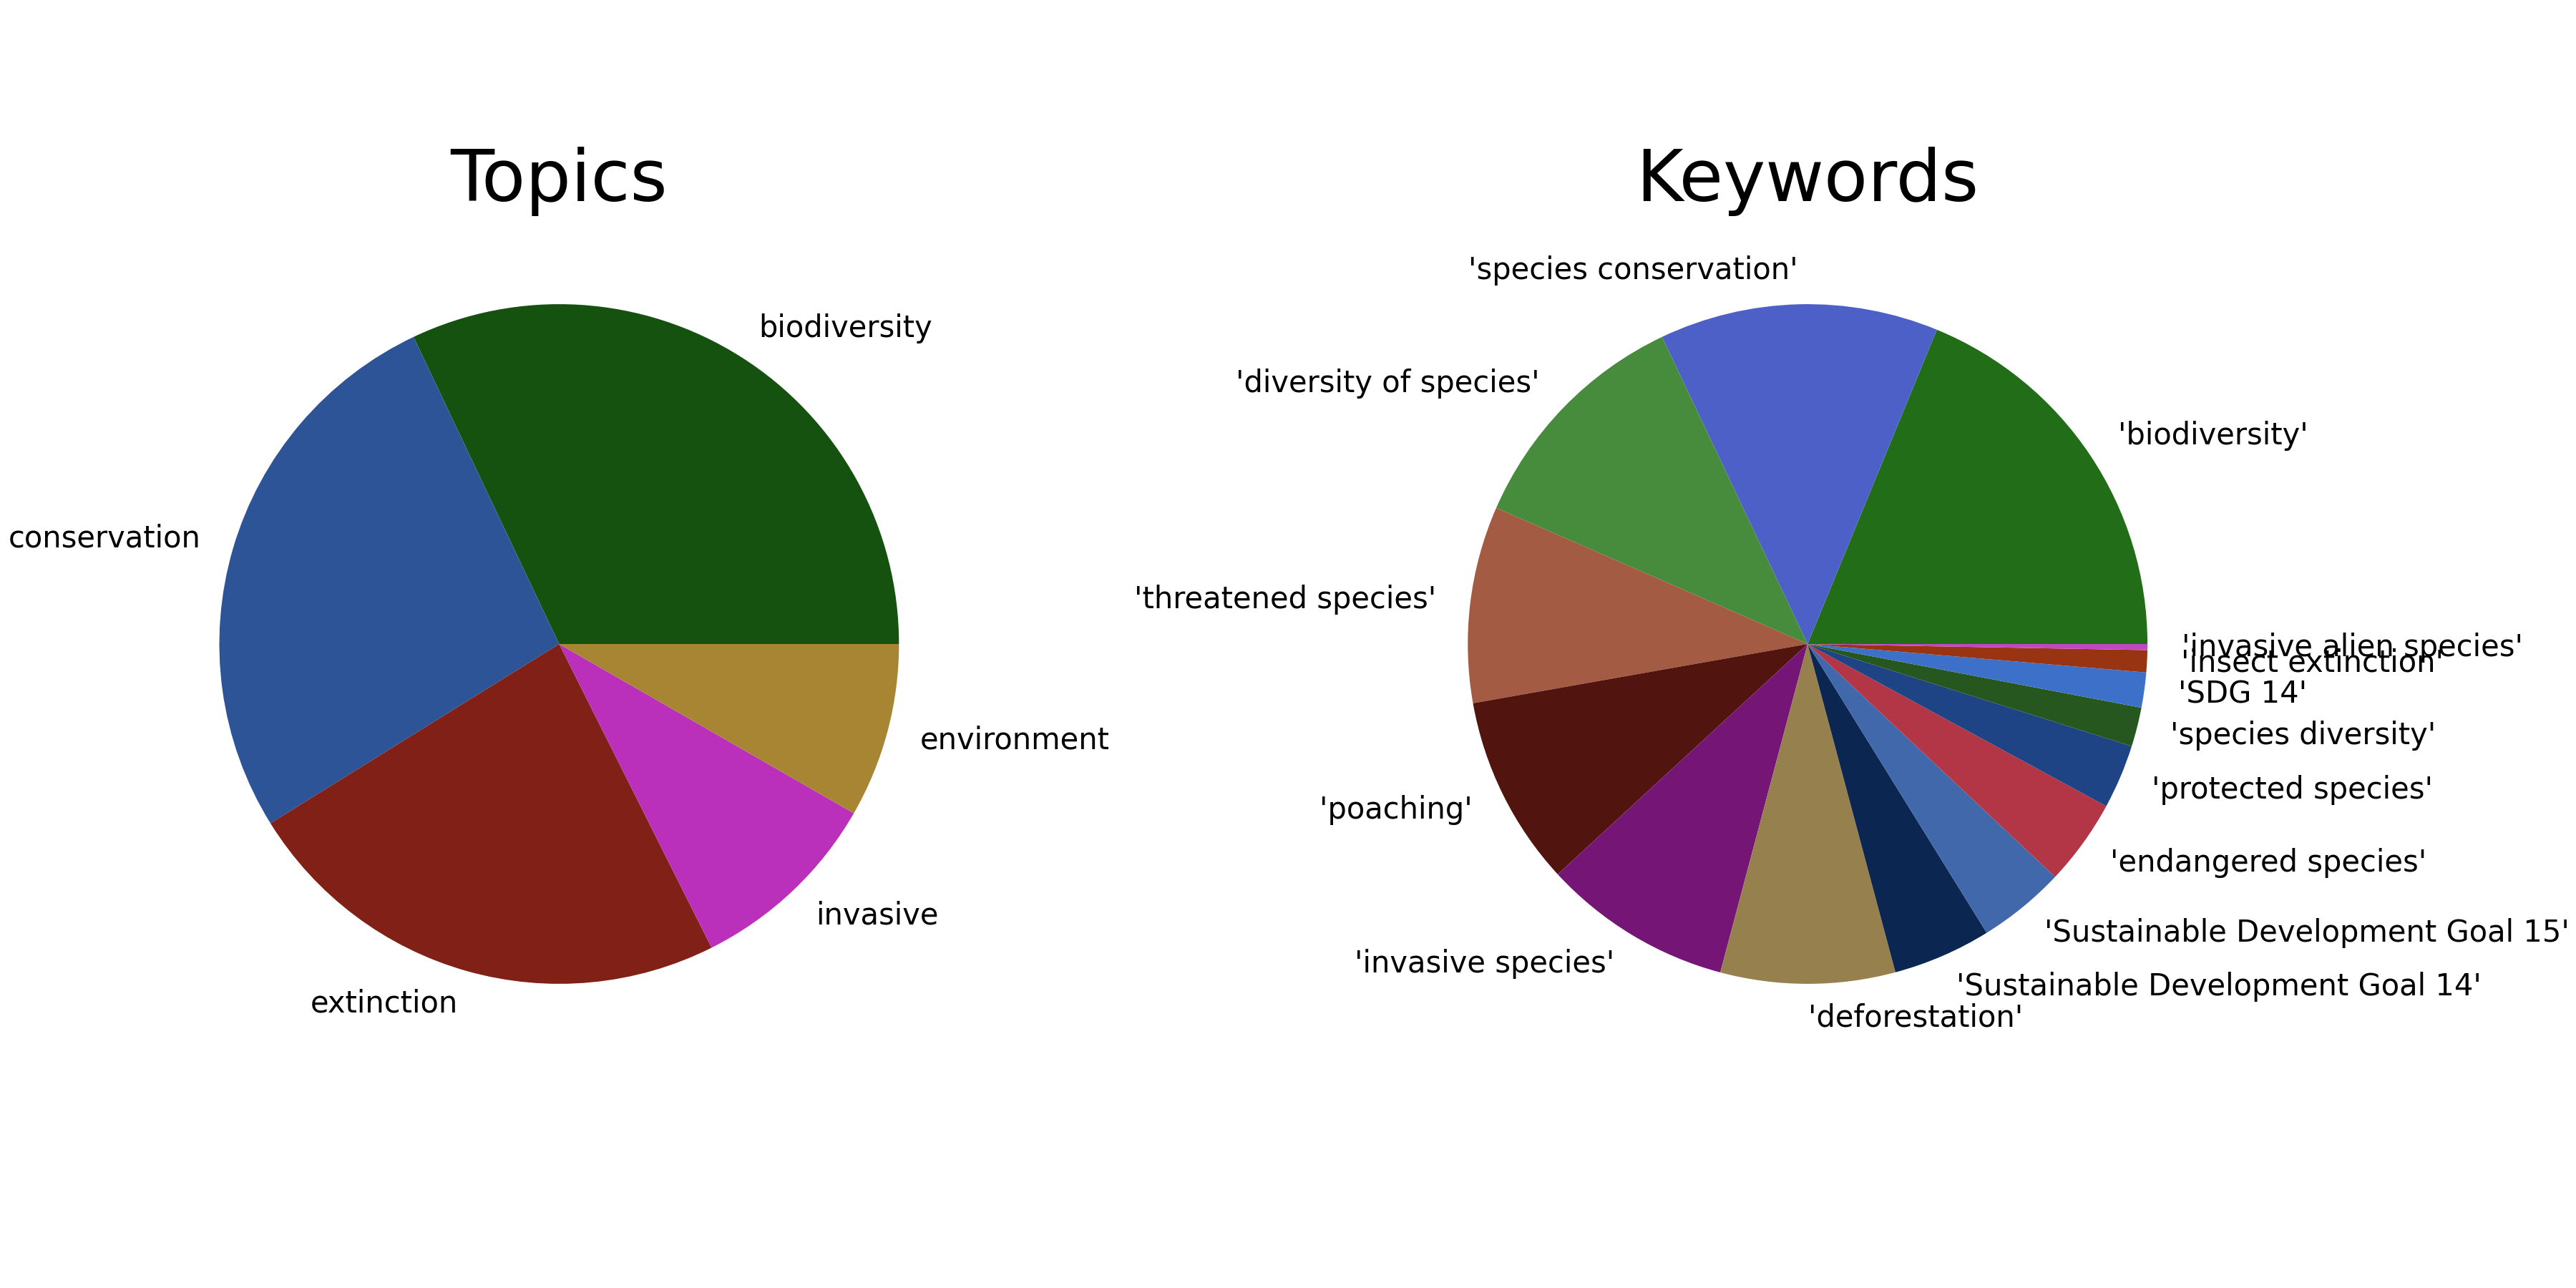 Topics
biodiversity
conservation
extinction
invasive
environment
Keywords
'biodiversity'
'species conservation'
'diversity of species'
'threatened species'
'poaching'
'invasive species'
'deforestation'
'Sustainable Development Goal 14'
'Sustainable Development Goal 15'
'endangered species'
'protected species'
'species diversity'
'SDG 14'
'insect extinction'
'invasive alien species'